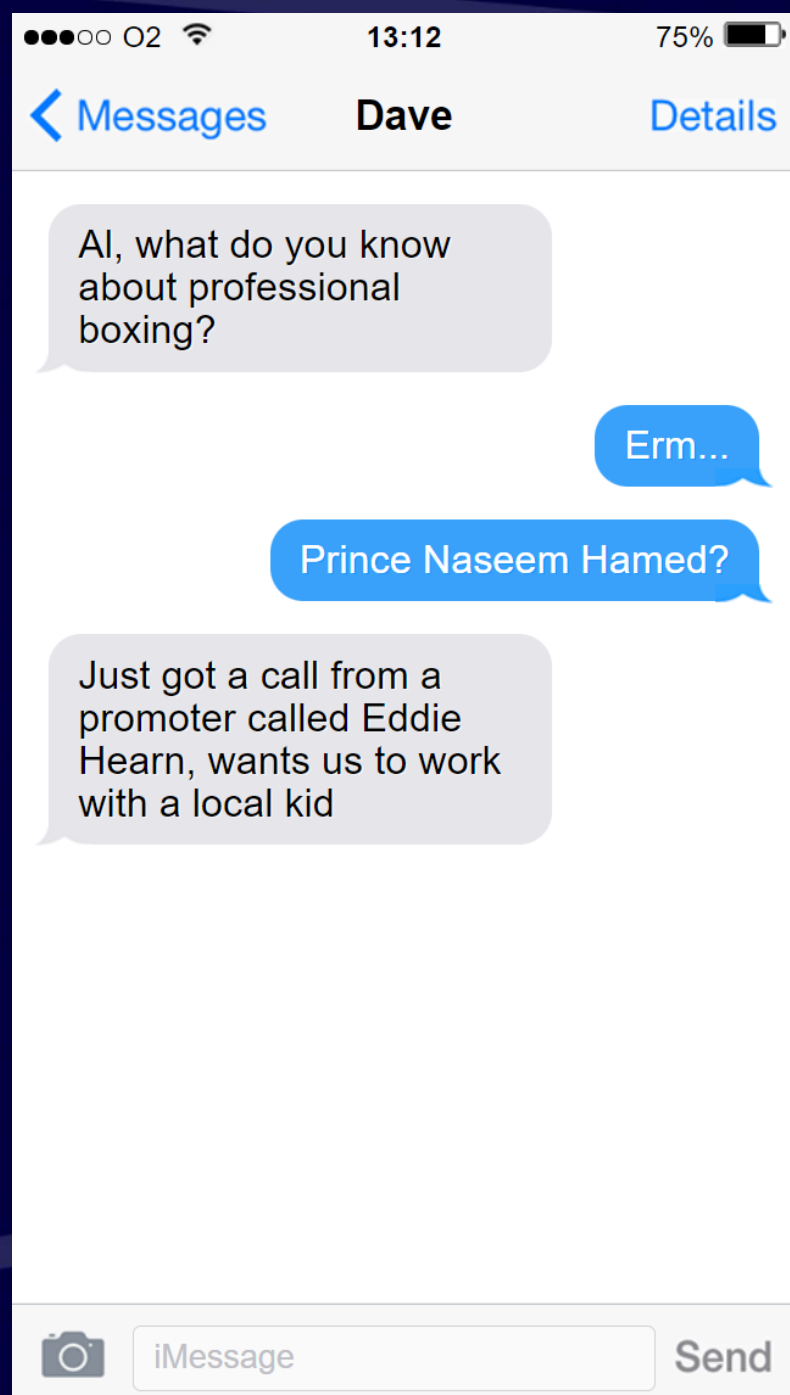 O2 13:12 75%
Messages Dave Details
Al, what do you know
about professional
boxing?
Erm...
Prince Naseem Hamed?
Just got a call from a
promoter called Eddie
Hearn, wants us to work
with a local kid
iMessage Send